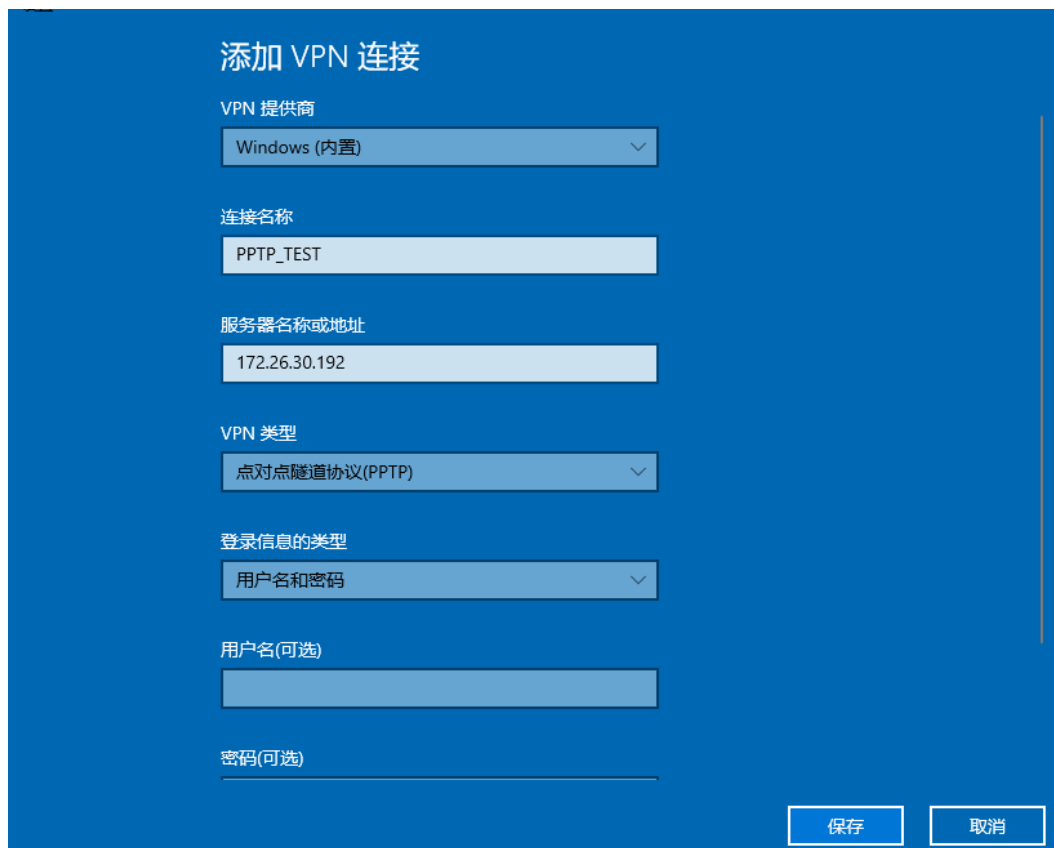 添加 VPN 连接
VPN 提供商
Windows (内置)
连接名称
PPTP_TEST
服务器名称或地址
172.26.30.192
VPN 类型
点对点隧道协议(PPTP)
登录信息的类型
用户名和密码
用户名(可选)
密码(可选)
保存
取消